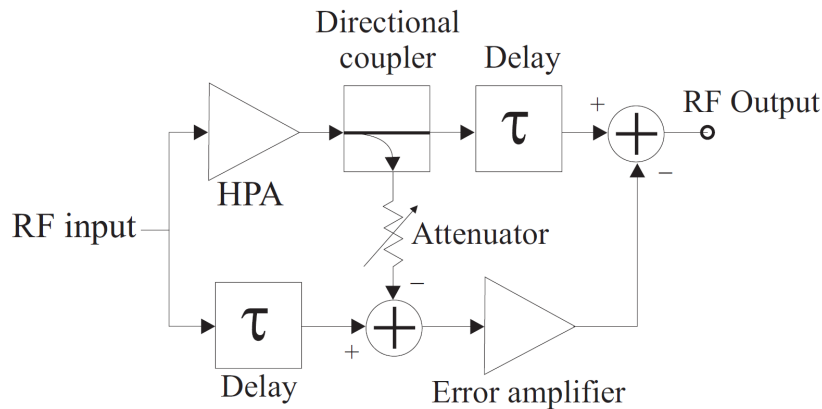 Directional
coupler
Delay
τ
+
RF Output
HPA
−
RF input
Attenuator
−
τ
+
Delay
Error amplifier